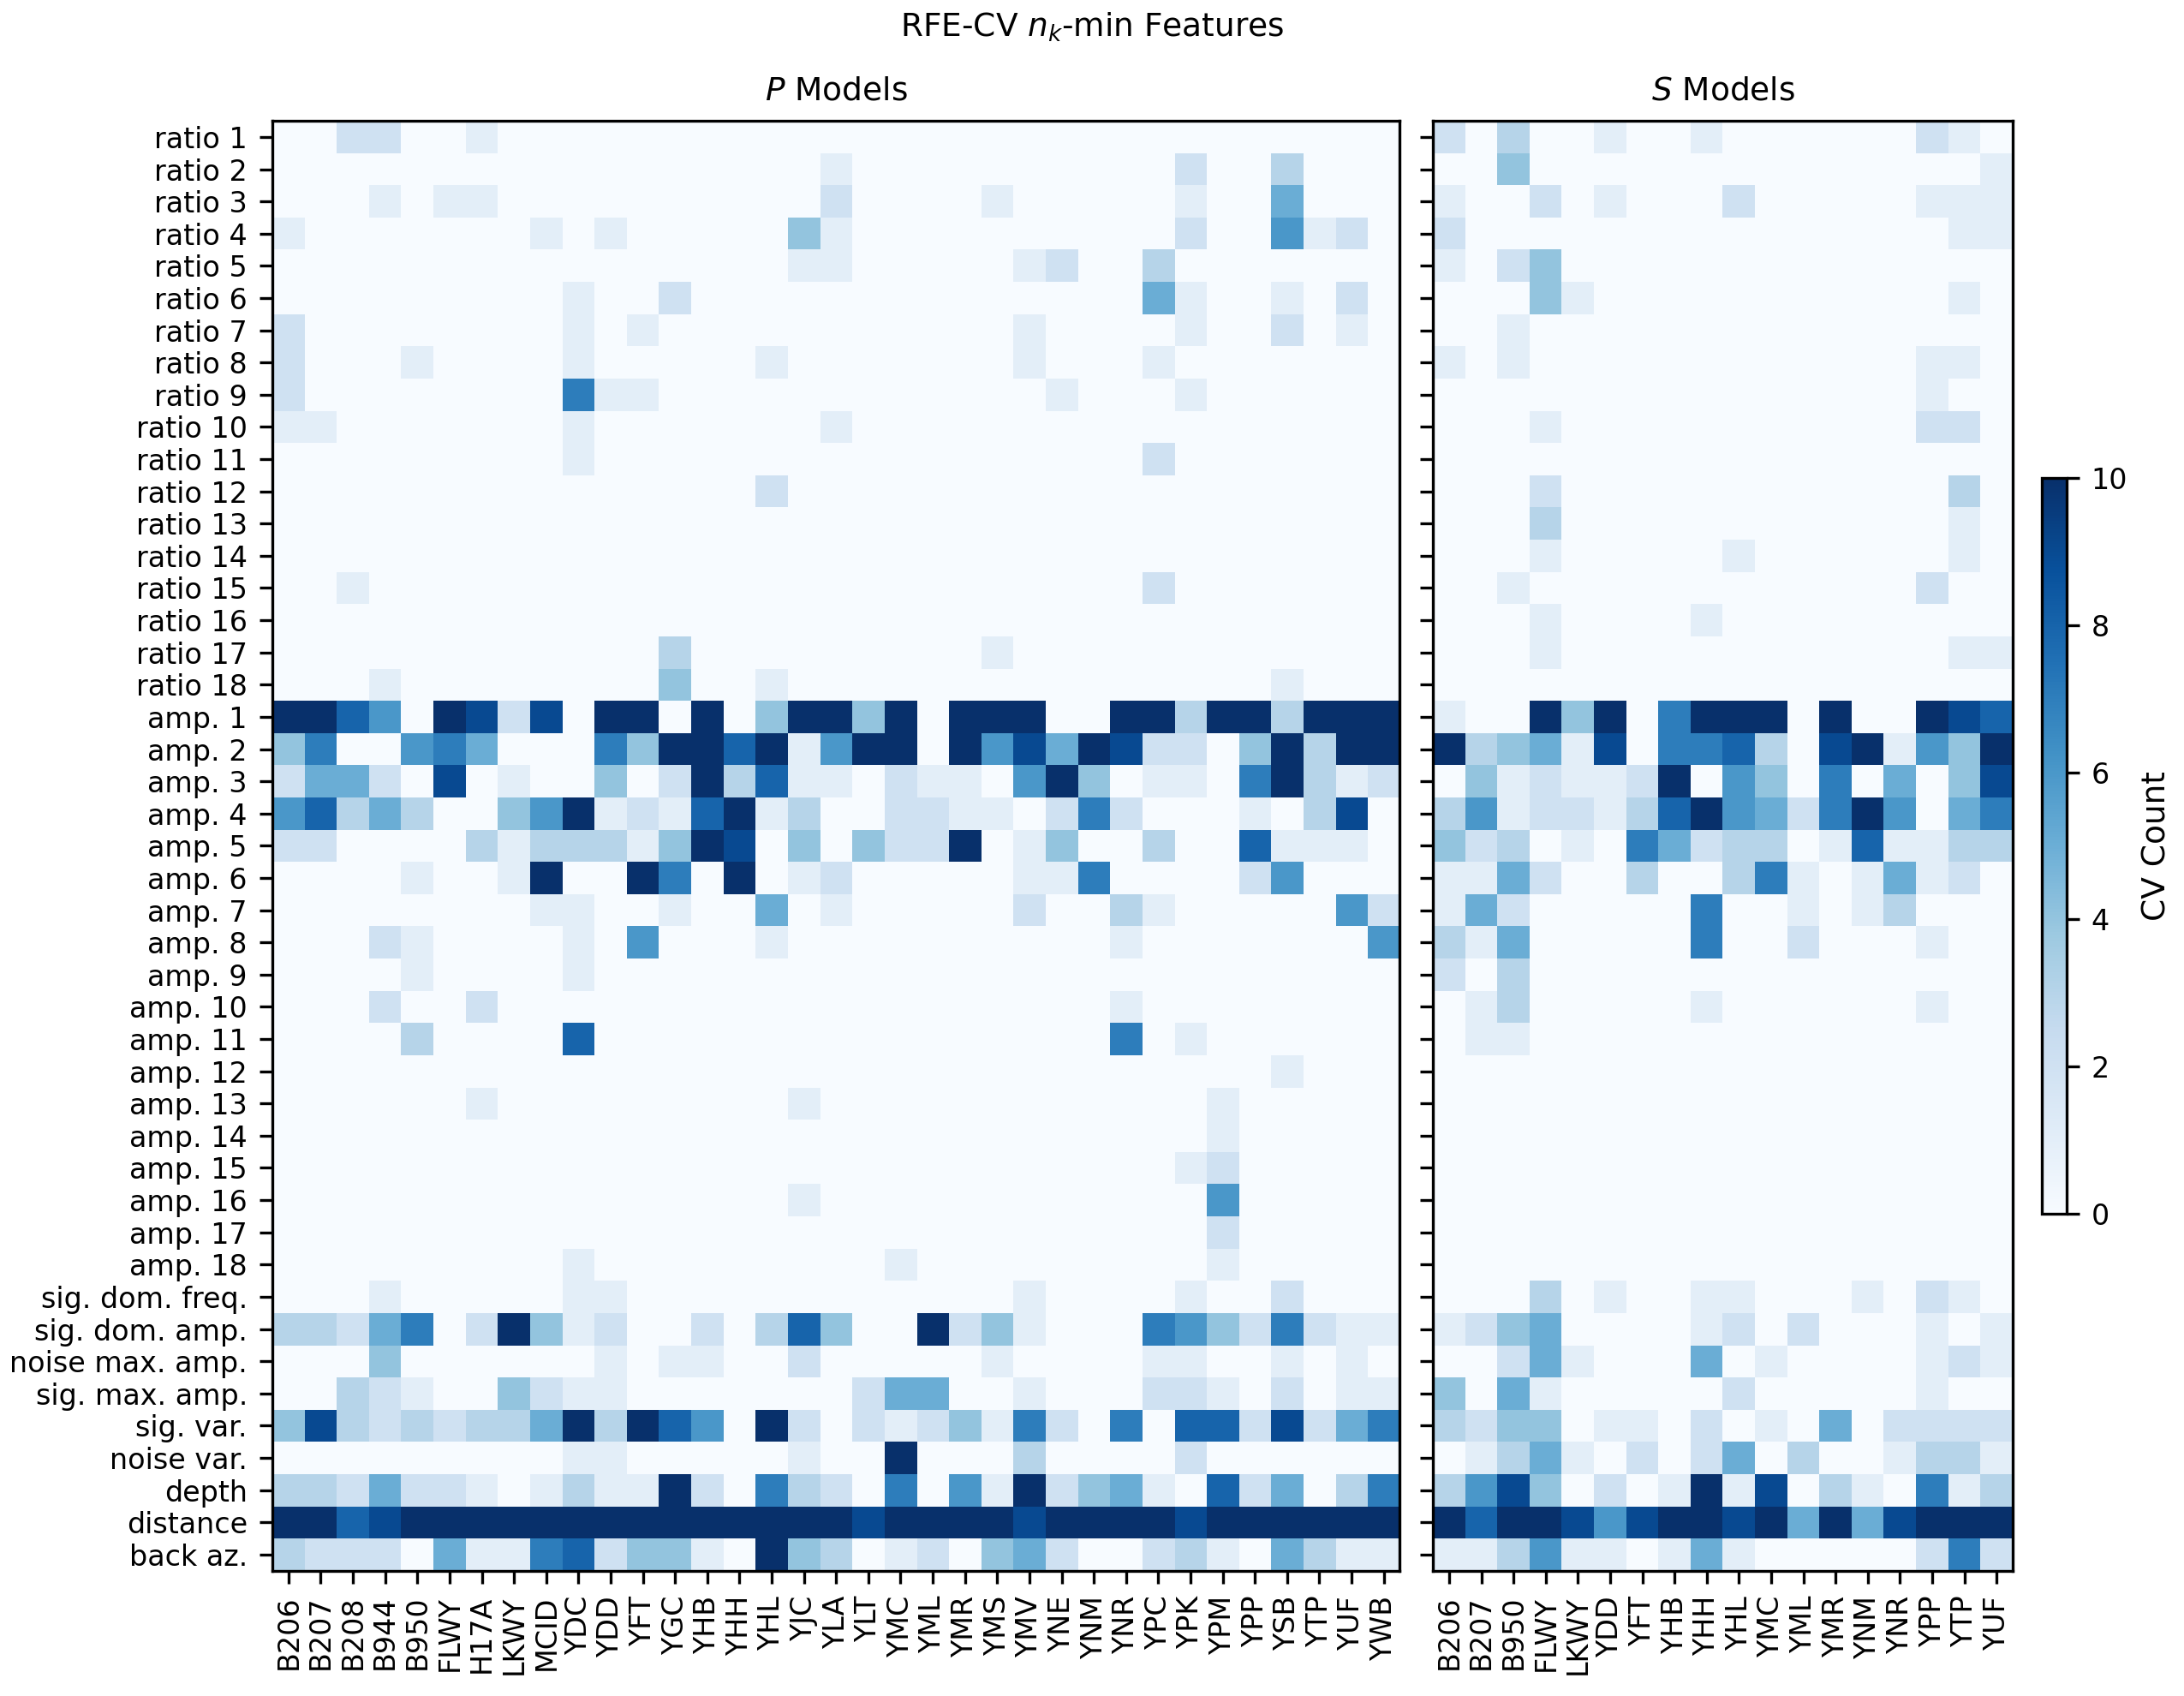 RFE-CV nk-min Features
P Models
S Models
ratio 1
ratio 2
ratio 3
ratio 4
ratio 5
ratio 6
ratio 7
ratio 8
ratio 9
ratio 10
ratio 11
ratio 12
ratio 13
ratio 14
ratio 15
ratio 16
ratio 17
ratio 18
amp. 1
amp. 2
amp. 3
amp. 4
amp. 5
amp. 6
amp. 7
amp. 8
amp. 9
amp. 10
amp. 11
amp. 12
amp. 13
amp. 14
amp. 15
amp. 16
amp. 17
amp. 18
sig. dom. freq.
sig. dom. amp.
noise max. amp.
sig. max. amp.
sig. var.
noise var.
depth
distance
back az.
B206 B207 B208 B944 B950 FLWY H17A LKWY MCID YDC YDD YFT YGC YHB YHH YHL YJC YLA YLT YMC YML YMR YMS YMV YNE YNM YNR YPC YPK YPM YPP YSB YTP YUF YWB
B206 B207 B950 FLWY LKWY YDD YFT YHB YHH YHL YMC YML YMR YNM YNR YPP YTP YUF
10
8
6
4
2
0
CV Count